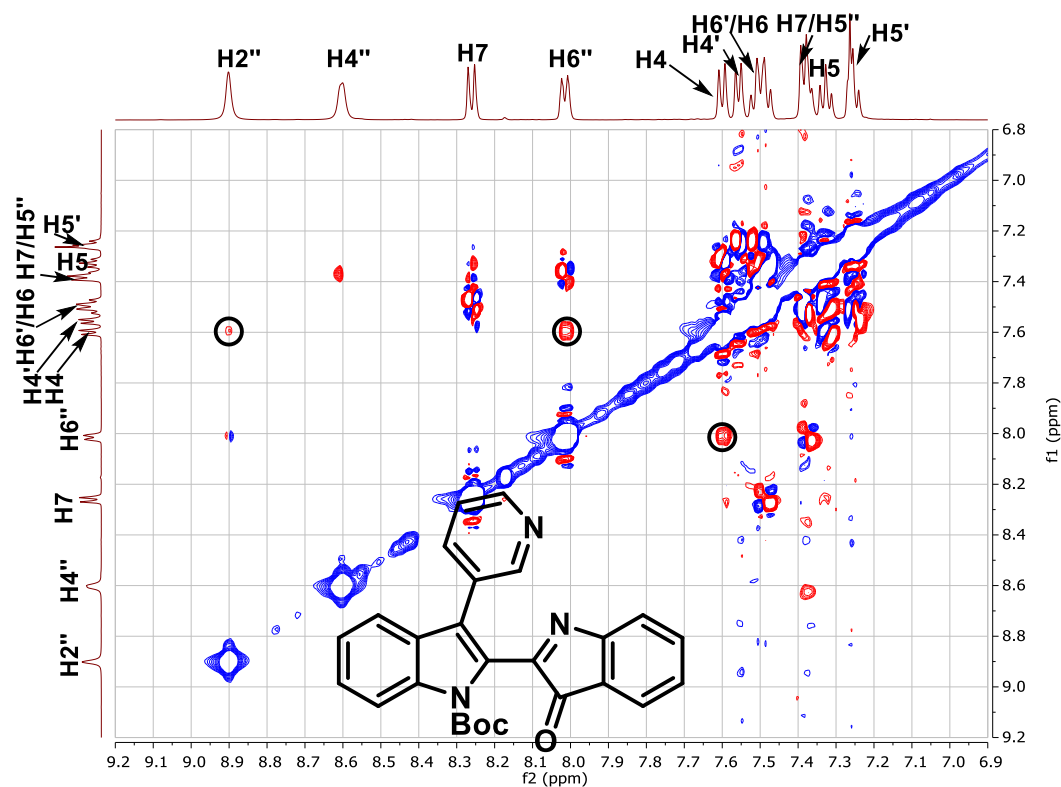 H2" H4" H7 H6" H4 H4' H6'/H6 H7/H5" H5 H5'
6.8
7.0
7.2
7.4
7.6
7.8
8.0
8.2
8.4
8.6
8.8
9.0
9.2
f1 (ppm)
H5'
H5
H7/H5"
H6'/H6
H4'
H4
H6"
H7
H4"
H2"
N
N
N
Boc
O
9.2 9.1 9.0 8.9 8.8 8.7 8.6 8.5 8.4 8.3 8.2 8.1 8.0 7.9 7.8 7.7 7.6 7.5 7.4 7.3 7.2 7.1 7.0 6.9
f2 (ppm)